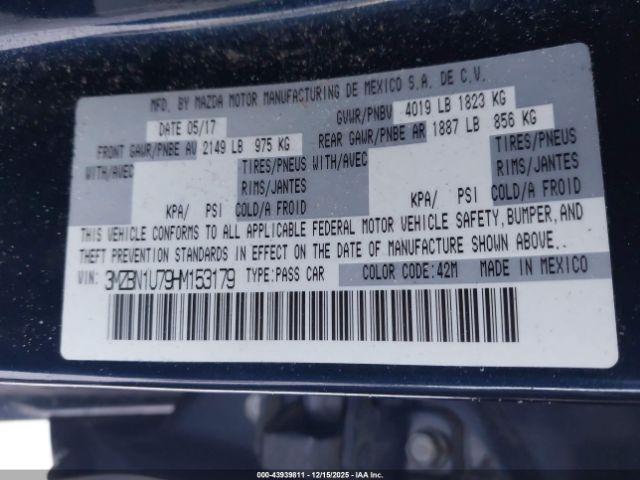 MFD. BY MAZDA MOTOR MANUFACTURING DE MEXICO S.A. DE C.V.
DATE 05/17 GVWR/PNBV 4019 LB 1823 KG
FRONT GAWR/PNBE AV 2149 LB 975 KG REAR GAWR/PNBE AR 1887 LB 856 KG
WITH/AVEC TIRES/PNEUS WITH/AVEC TIRES/PNEUS
RIMS/JANTES RIMS/JANTES
KPA/ PSI COLD/A FROID KPA/ PSI COLD/A FROID
THIS VEHICLE CONFORMS TO ALL APPLICABLE FEDERAL MOTOR VEHICLE SAFETY, BUMPER, AND
THEFT PREVENTION STANDARDS IN EFFECT ON THE DATE OF MANUFACTURE SHOWN ABOVE.
VIN: 3MZBN1U79HM153179 TYPE:PASS CAR COLOR CODE:42M MADE IN MEXICO
000-43939811 - 12/15/2025 - IAA Inc.